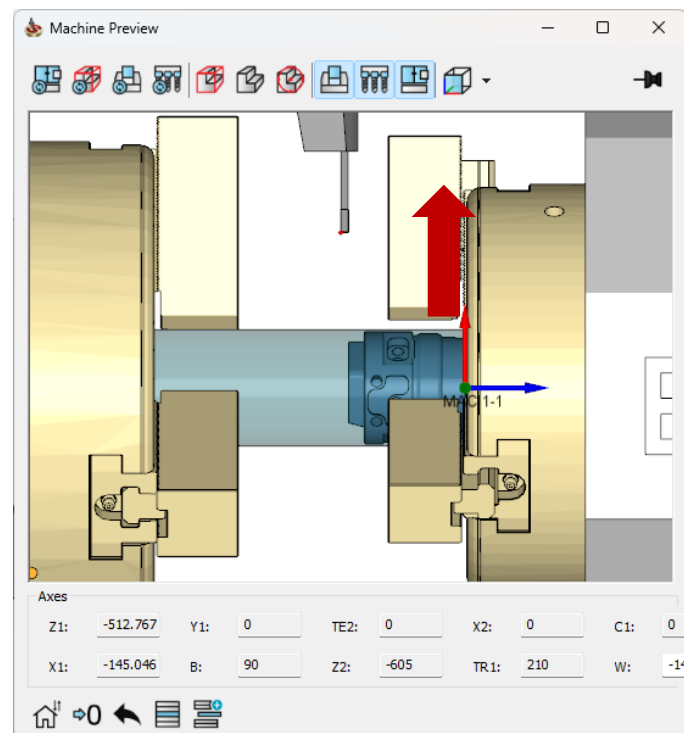 Machine Preview
MAC 1-1
Axes
Z1: -512.767 Y1: 0 TE2: 0 X2: 0 C1: 0
X1: -145.046 B: 90 Z2: -605 TR1: 210 W: -14
0